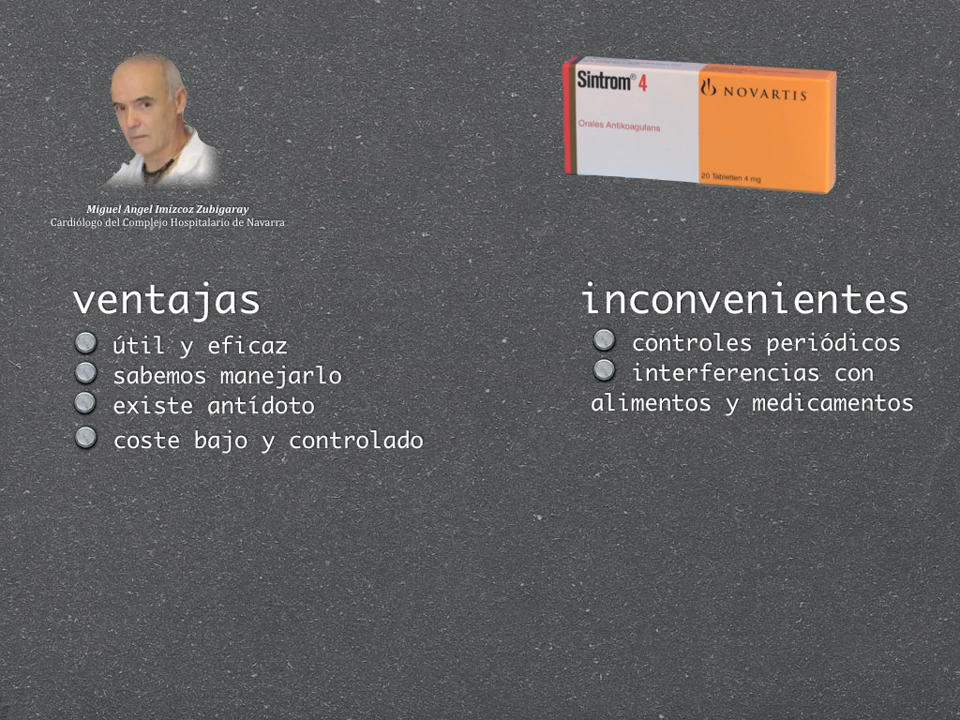 Sintrom® 4
NOVARTIS
Orales Antikoagulans
20 Tabletten 4 mg
Miguel Angel Imízcoz Zubigaray
Cardiólogo del Complejo Hospitalario de Navarra
ventajas
útil y eficaz
sabemos manejarlo
existe antídoto
coste bajo y controlado
inconvenientes
controles periódicos
interferencias con
alimentos y medicamentos